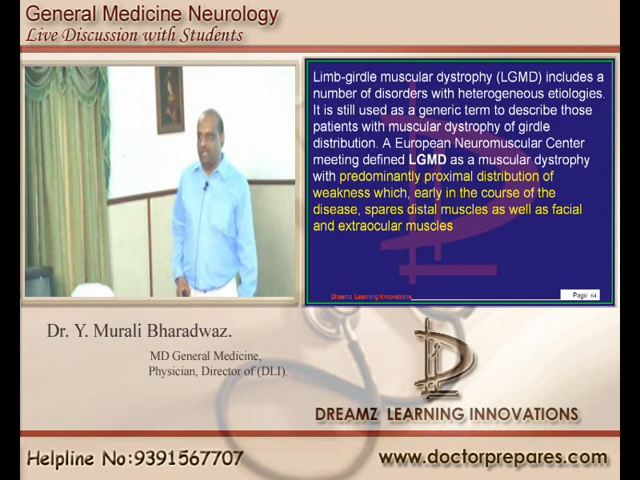 General Medicine Neurology
Live Discussion with Students
Limb-girdle muscular dystrophy (LGMD) includes a
number of disorders with heterogeneous etiologies.
It is still used as a generic term to describe those
patients with muscular dystrophy of girdle
distribution. A European Neuromuscular Center
meeting defined LGMD as a muscular dystrophy
with predominantly proximal distribution of
weakness which, early in the course of the
disease, spares distal muscles as well as facial
and extraocular muscles
Dreamz Learning Innovations
Page 64
Dr. Y. Murali Bharadwaz.
MD General Medicine,
Physician, Director of (DLI).
DREAMZ LEARNING INNOVATIONS
Helpline No:9391567707
www.doctorprepares.com